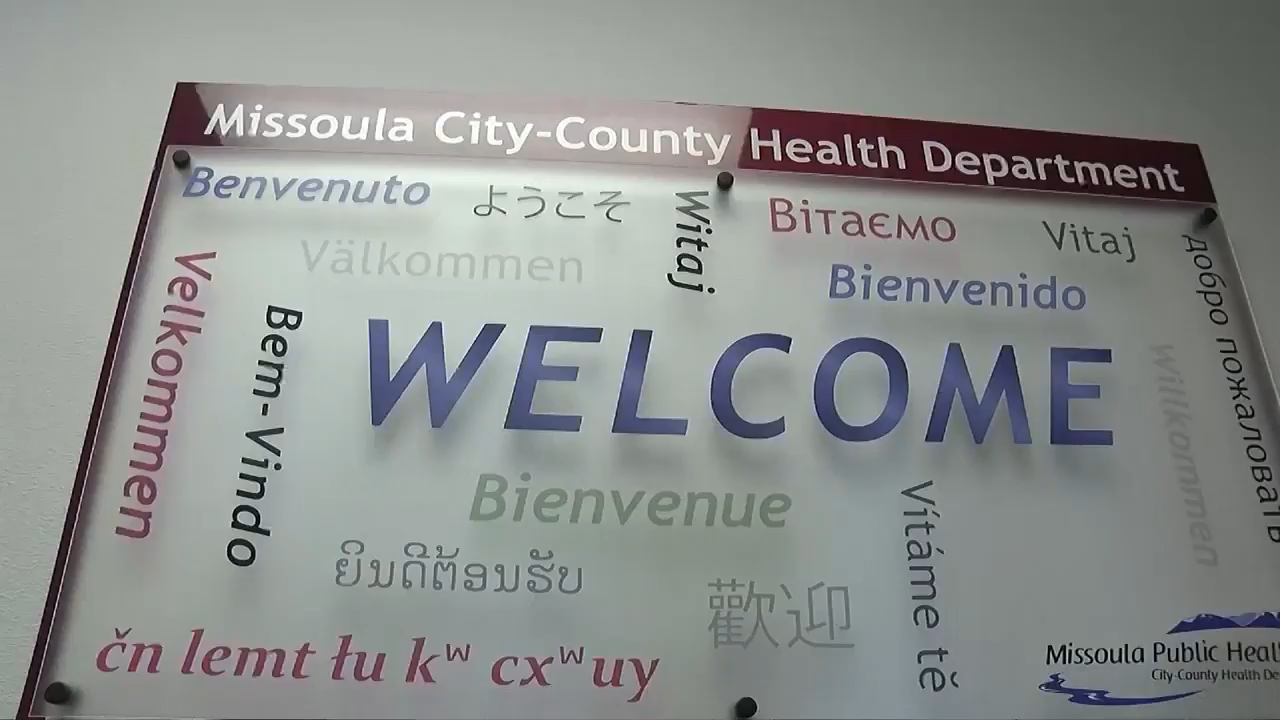 Missoula City-County Health Department
Benvenuto
ようこそ
Witaj
Вітаємо
Vitaj
Välkommen
Bienvenido
добро пожаловать
Velkommen
Bem-Vindo
WELCOME
Willkommen
Bienvenue
Vítáme tě
ຍິນດີຕ້ອນຮັບ
歡迎
čn lemt łu kʷ cxʷuy
Missoula Public Heal
City-County Health De